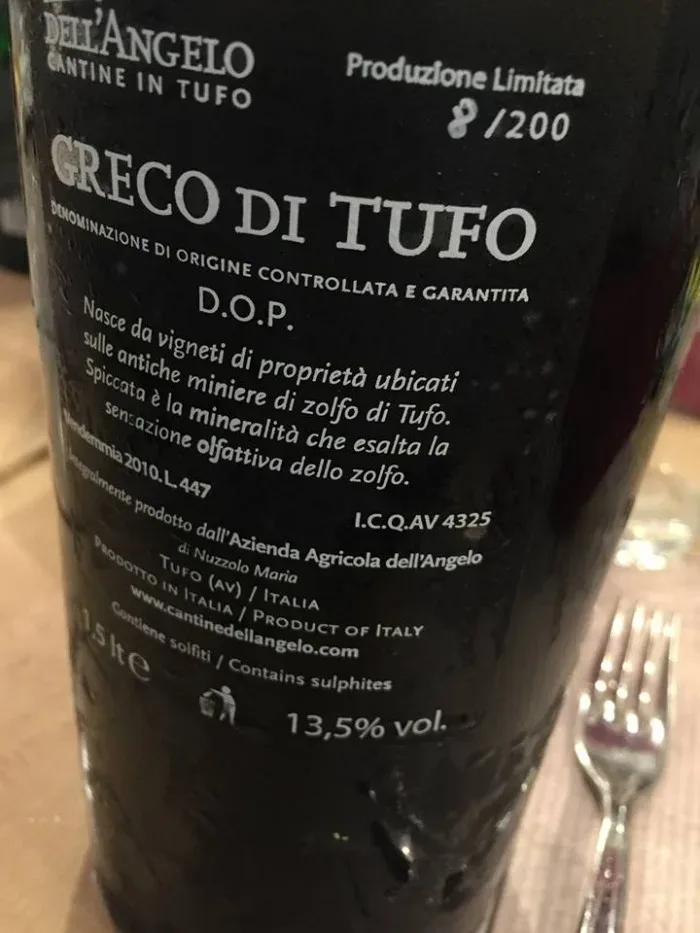 DELL'ANGELO
CANTINE IN TUFO
Produzione Limitata
8/200
GRECO DI TUFO
DENOMINAZIONE DI ORIGINE CONTROLLATA E GARANTITA
D.O.P.
Nasce da vigneti di proprietà ubicati
sulle antiche miniere di zolfo di Tufo.
Spiccata è la mineralità che esalta la
sensazione olfattiva dello zolfo.
Vendemmia 2010.L.447
I.C.Q.AV 4325
Integralmente prodotto dall'Azienda Agricola dell'Angelo
di Nuzzolo Maria
TUFO (AV) / ITALIA
PRODOTTO IN ITALIA / PRODUCT OF ITALY
www.cantinedellangelo.com
Contiene solfiti / Contains sulphites
1.5 lt e
13,5% vol.